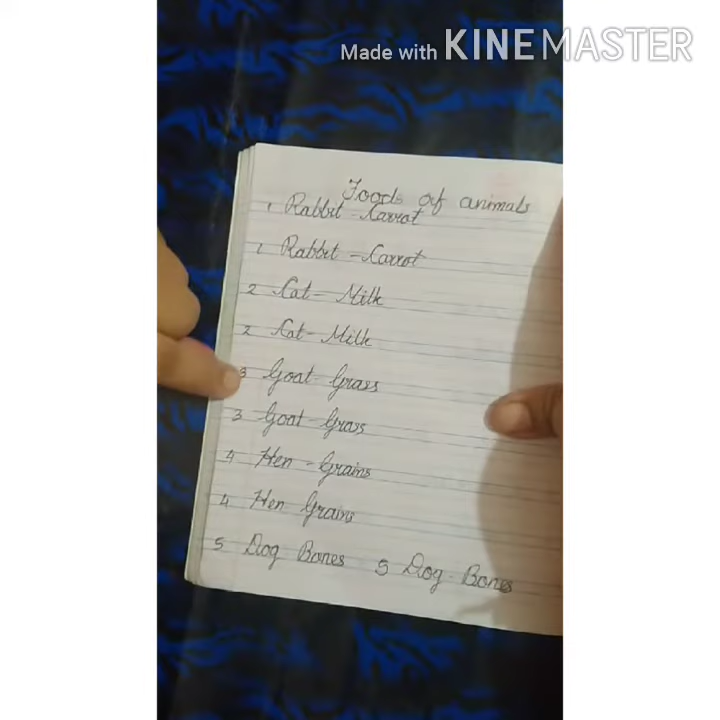 Made with KINEMASTER
Foods of animals
1 Rabbit - Carrot
1 Rabbit - Carrot
2 Cat - Milk
2 Cat - Milk
3 Goat Grass
3 Goat - Grass
4 Hen - Grains
4 Hen Grains
5 Dog Bones 5 Dog - Bones